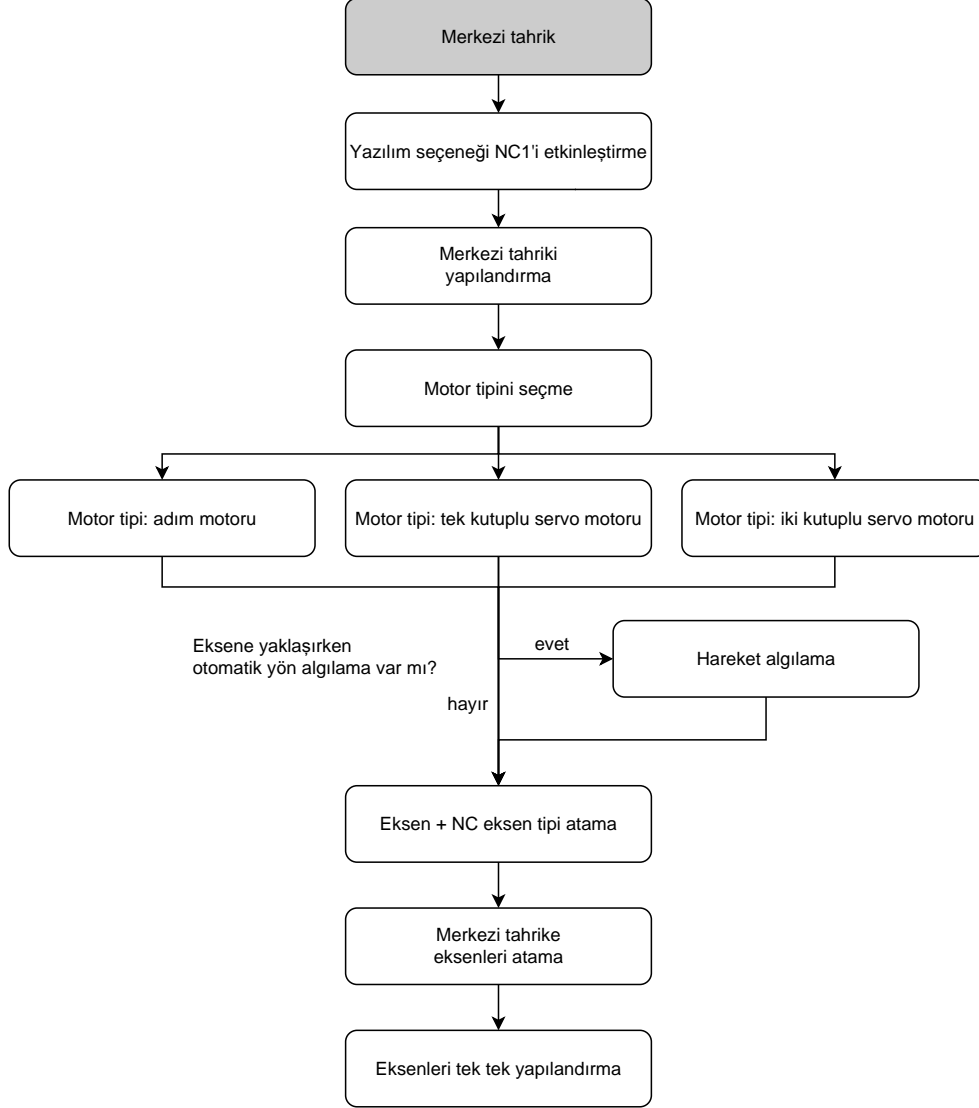 Merkezi tahrik
Yazılım seçeneği NC1'i etkinleştirme
Merkezi tahriki
yapılandırma
Motor tipini seçme
Motor tipi: adım motoru
Motor tipi: tek kutuplu servo motoru
Motor tipi: iki kutuplu servo motoru
Eksene yaklaşırken
otomatik yön algılama var mı?
evet
Hareket algılama
hayır
Eksen + NC eksen tipi atama
Merkezi tahrike
eksenleri atama
Eksenleri tek tek yapılandırma